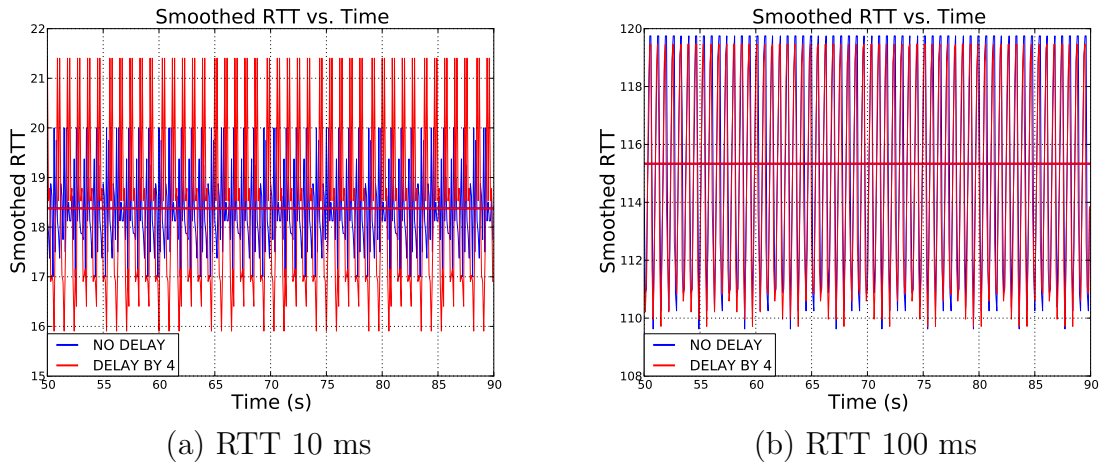 Smoothed RTT vs. Time
22
21
20
19
18
17
16
15
Smoothed RTT
NO DELAY
DELAY BY 4
50 55 60 65 70 75 80 85 90
Time (s)
(a) RTT 10 ms
Smoothed RTT vs. Time
120
118
116
114
112
110
108
Smoothed RTT
NO DELAY
DELAY BY 4
50 55 60 65 70 75 80 85 90
Time (s)
(b) RTT 100 ms